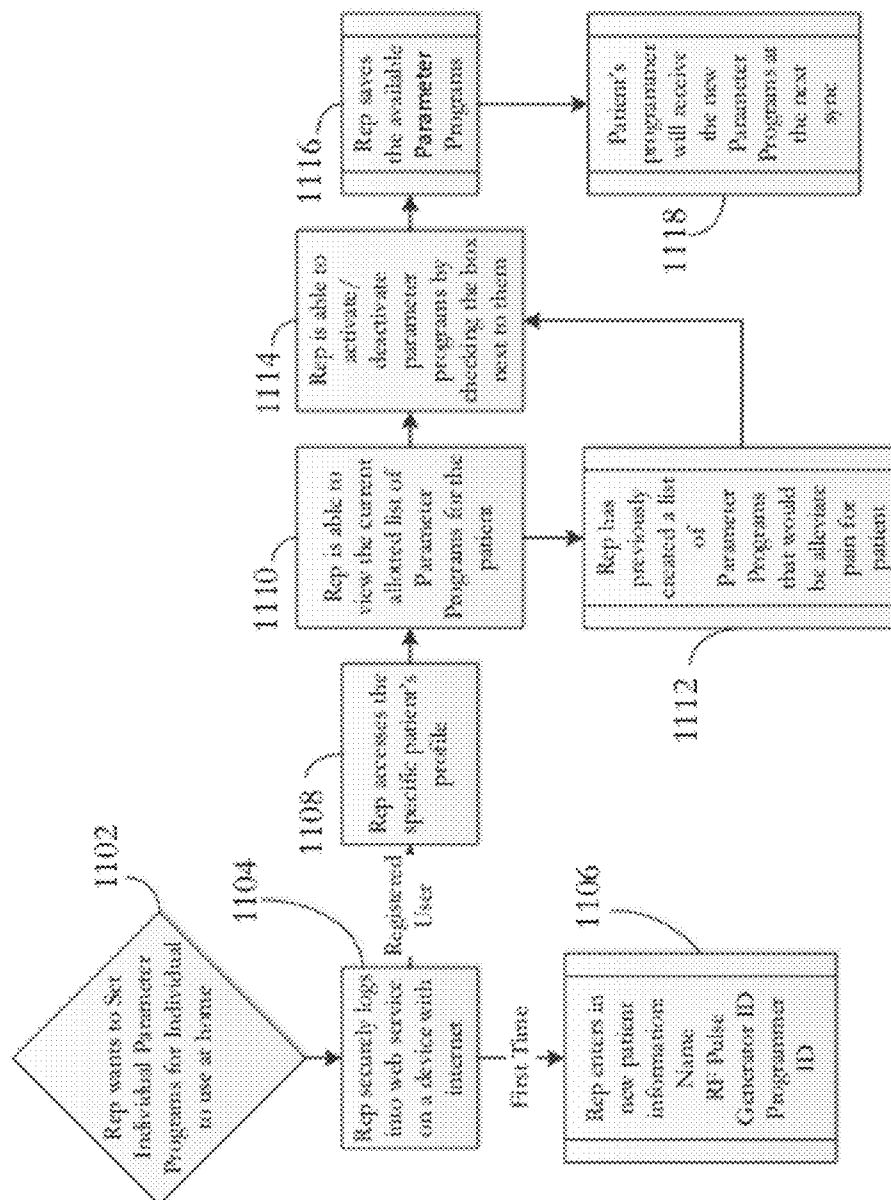 1102
Rep wants to Set
Individual Parameter
Programs for Individual
to use at home
1104
Rep securely logs
into web service
on a device with
internet
First Time
Registered
User
1106
Rep enters in
new patient
information:
Name
RF Pulse
Generator ID
Programmer
ID
1108
Rep accesses the
specific patient's
profile
1110
Rep is able to
view the current
allotted list of
Parameter
Programs for the
patient
1112
Rep has
previously
created a list
of
Parameter
Programs
that would
be alleviate
pain for
patient
1114
Rep is able to
activate/
deactivate
parameter
programs by
checking the box
next to them
1116
Rep saves
the available
Parameter
Programs
1118
Patient's
programmer
will receive
the new
Parameter
Programs at
the next
sync